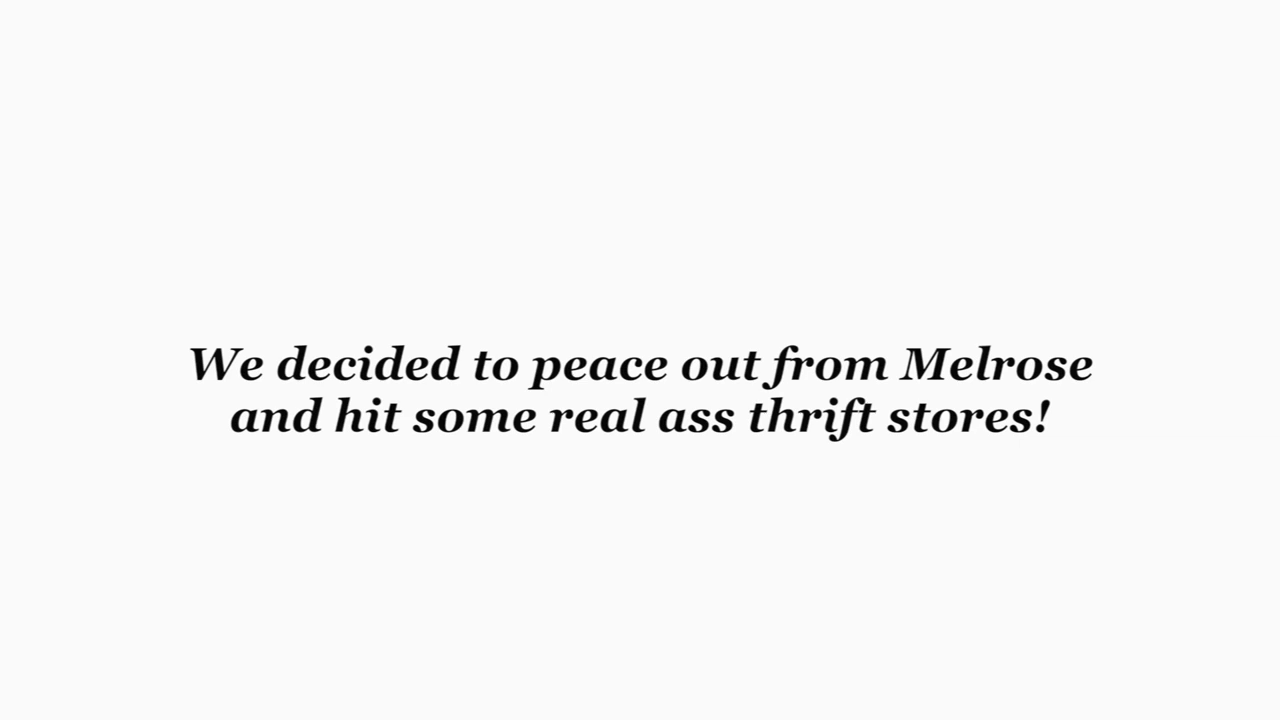 We decided to peace out from Melrose
and hit some real ass thrift stores!